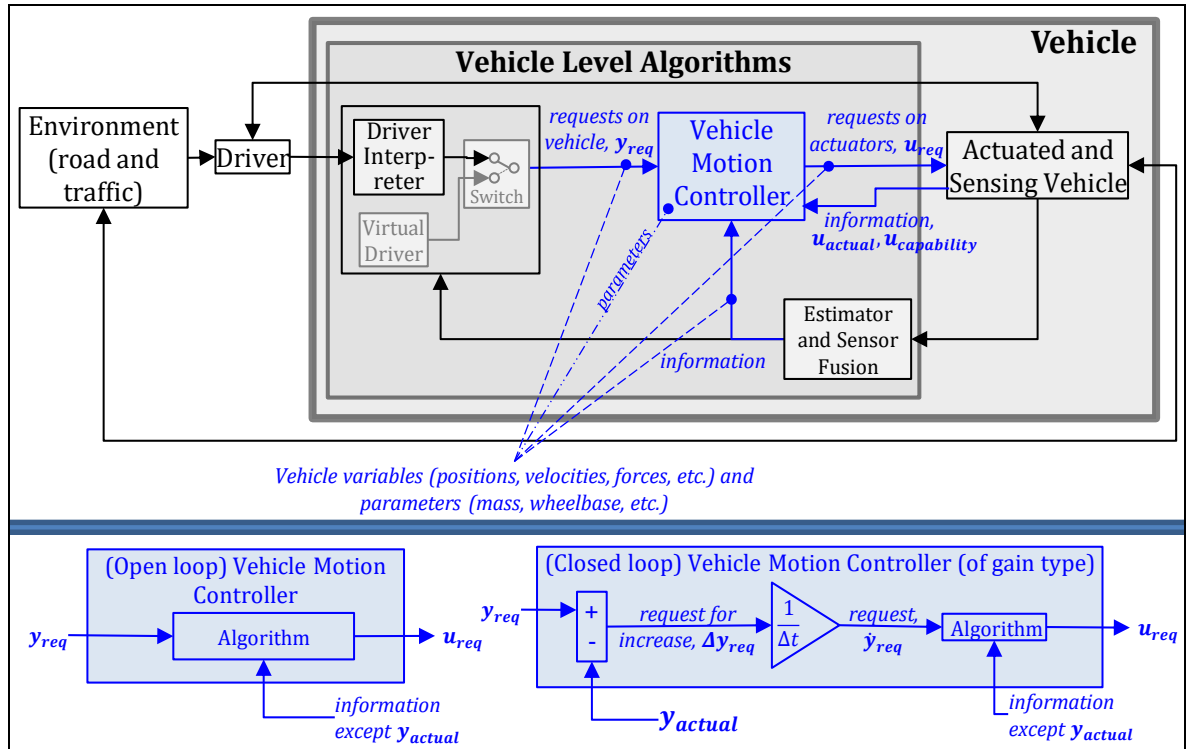 Vehicle
Vehicle Level Algorithms
Environment
(road and
traffic)
Driver
Driver
Interp-
reter
Switch
Virtual
Driver
requests on
vehicle, y_req
Vehicle
Motion
Controller
requests on
actuators, u_req
Actuated and
Sensing Vehicle
information,
u_actual, u_capability
parameters
Estimator
and Sensor
Fusion
information
Vehicle variables (positions, velocities, forces, etc.) and
parameters (mass, wheelbase, etc.)
(Open loop) Vehicle Motion
Controller
y_req
Algorithm
u_req
information
except y_actual
(Closed loop) Vehicle Motion Controller (of gain type)
y_req
+
-
request for
increase, Δy_req
1
Δt
request,
ẏ_req
Algorithm
u_req
y_actual
information
except y_actual